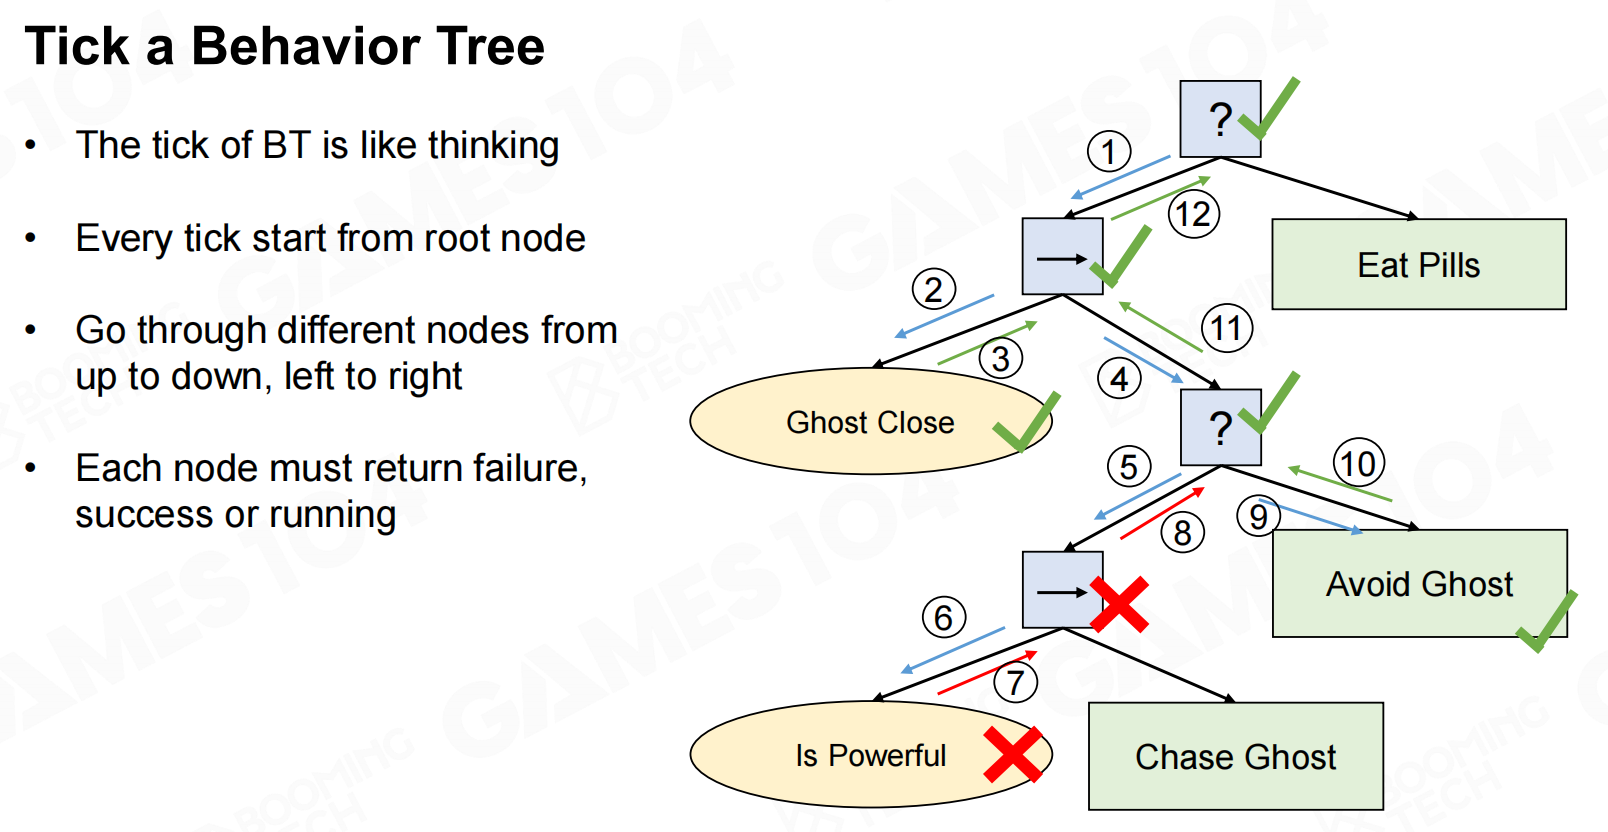 Tick a Behavior Tree
• The tick of BT is like thinking
• Every tick start from root node
• Go through different nodes from
up to down, left to right
• Each node must return failure,
success or running
?
1
12
→
Eat Pills
2
3
11
4
Ghost Close
?
5
10
8
9
→
Avoid Ghost
6
7
Is Powerful
Chase Ghost
GAMES104
BOOMING
TECH